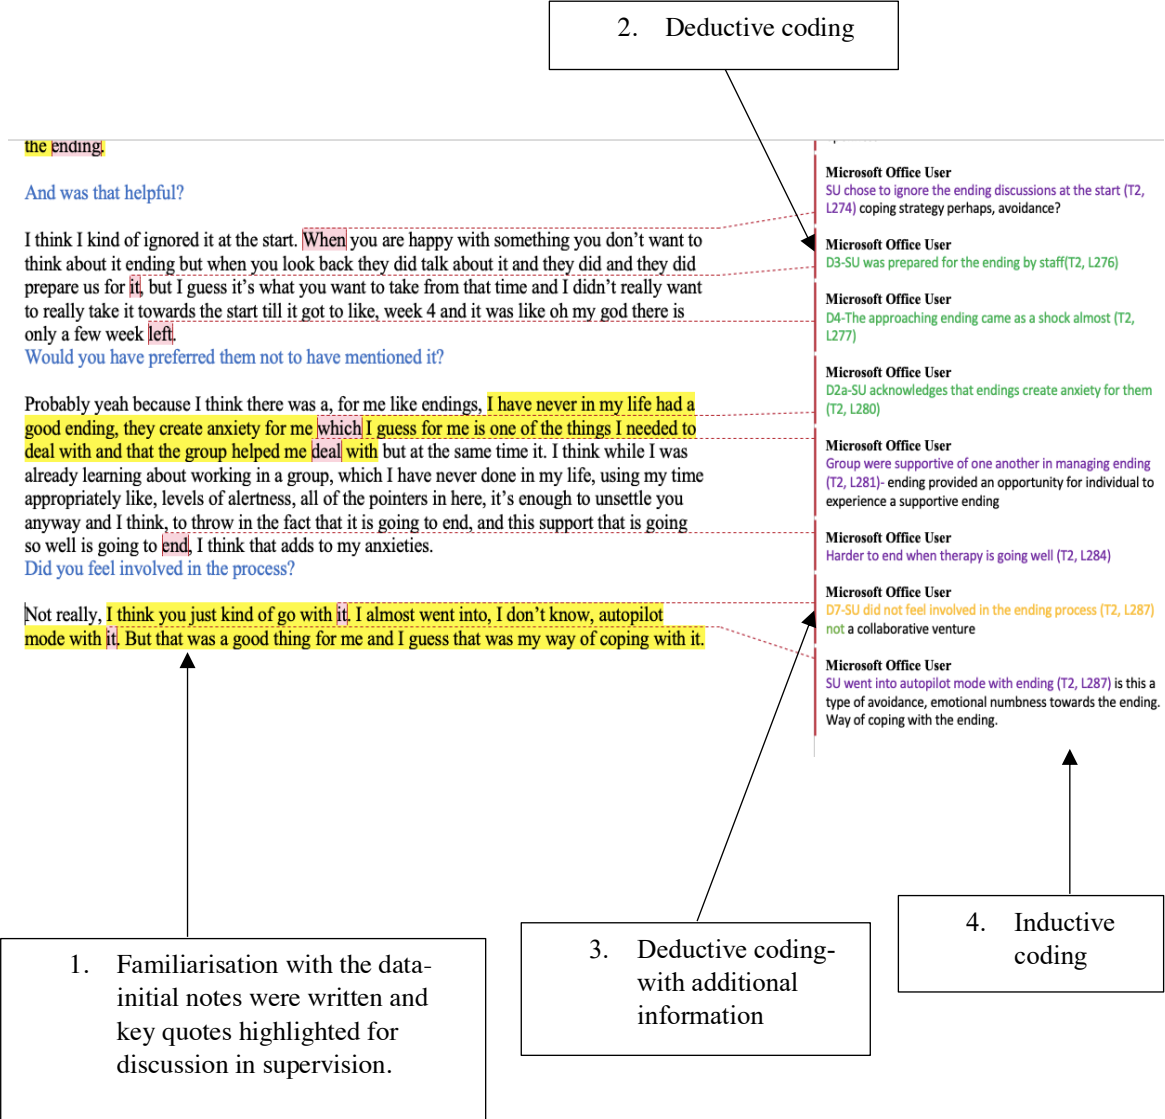 2. Deductive coding
the ending.
And was that helpful?
I think I kind of ignored it at the start. When you are happy with something you don’t want to
think about it ending but when you look back they did talk about it and they did and they did
prepare us for it, but I guess it’s what you want to take from that time and I didn’t really want
to really take it towards the start till it got to like, week 4 and it was like oh my god there is
only a few week left.
Would you have preferred them not to have mentioned it?
Probably yeah because I think there was a, for me like endings, I have never in my life had a
good ending, they create anxiety for me which I guess for me is one of the things I needed to
deal with and that the group helped me deal with but at the same time it. I think while I was
already learning about working in a group, which I have never done in my life, using my time
appropriately like, levels of alertness, all of the pointers in here, it’s enough to unsettle you
anyway and I think, to throw in the fact that it is going to end, and this support that is going
so well is going to end, I think that adds to my anxieties.
Did you feel involved in the process?
Not really, I think you just kind of go with it. I almost went into, I don’t know, autopilot
mode with it. But that was a good thing for me and I guess that was my way of coping with it.
Microsoft Office User
SU chose to ignore the ending discussions at the start (T2,
L274) coping strategy perhaps, avoidance?
Microsoft Office User
D3-SU was prepared for the ending by staff(T2, L276)
Microsoft Office User
D4-The approaching ending came as a shock almost (T2,
L277)
Microsoft Office User
D2a-SU acknowledges that endings create anxiety for them
(T2, L280)
Microsoft Office User
Group were supportive of one another in managing ending
(T2, L281)- ending provided an opportunity for individual to
experience a supportive ending
Microsoft Office User
Harder to end when therapy is going well (T2, L284)
Microsoft Office User
D7-SU did not feel involved in the ending process (T2, L287)
not a collaborative venture
Microsoft Office User
SU went into autopilot mode with ending (T2, L287) is this a
type of avoidance, emotional numbness towards the ending.
Way of coping with the ending.
1. Familiarisation with the data-
initial notes were written and
key quotes highlighted for
discussion in supervision.
3. Deductive coding-
with additional
information
4. Inductive
coding